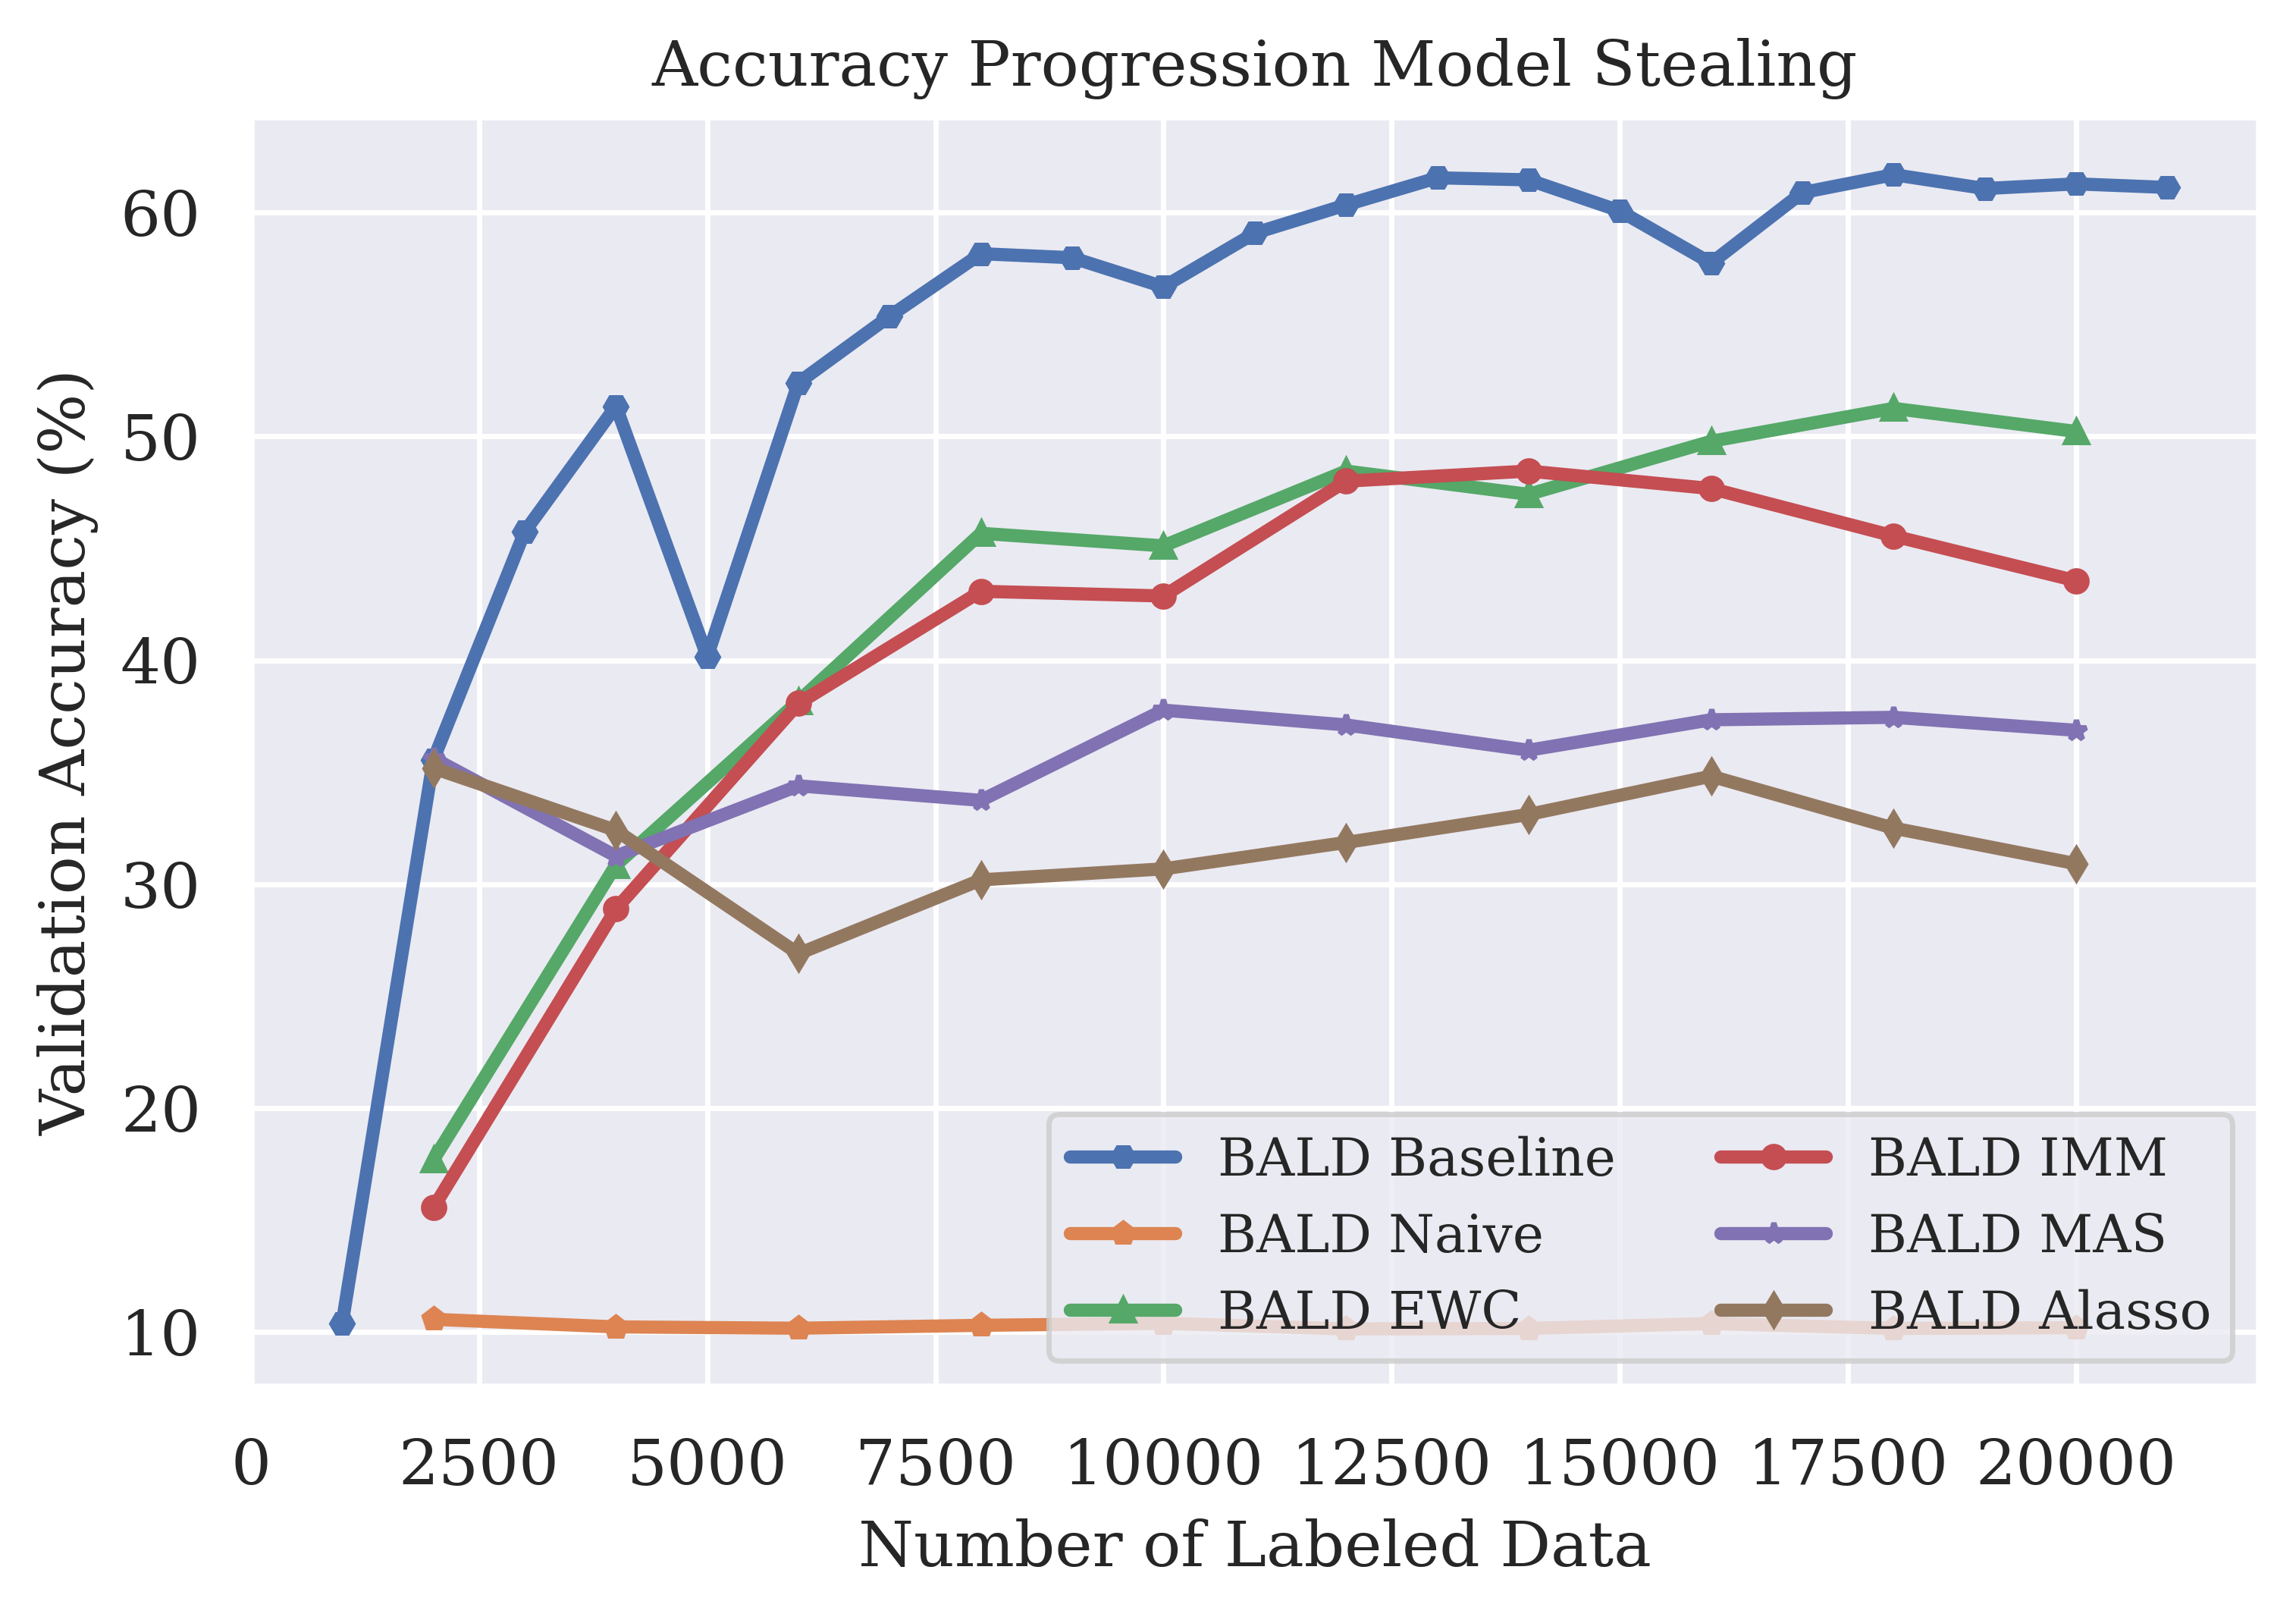 Accuracy Progression Model Stealing
Validation Accuracy (%)
60
50
40
30
20
10
0 2500 5000 7500 10000 12500 15000 17500 20000
Number of Labeled Data
BALD Baseline
BALD Naive
BALD EWC
BALD IMM
BALD MAS
BALD Alasso